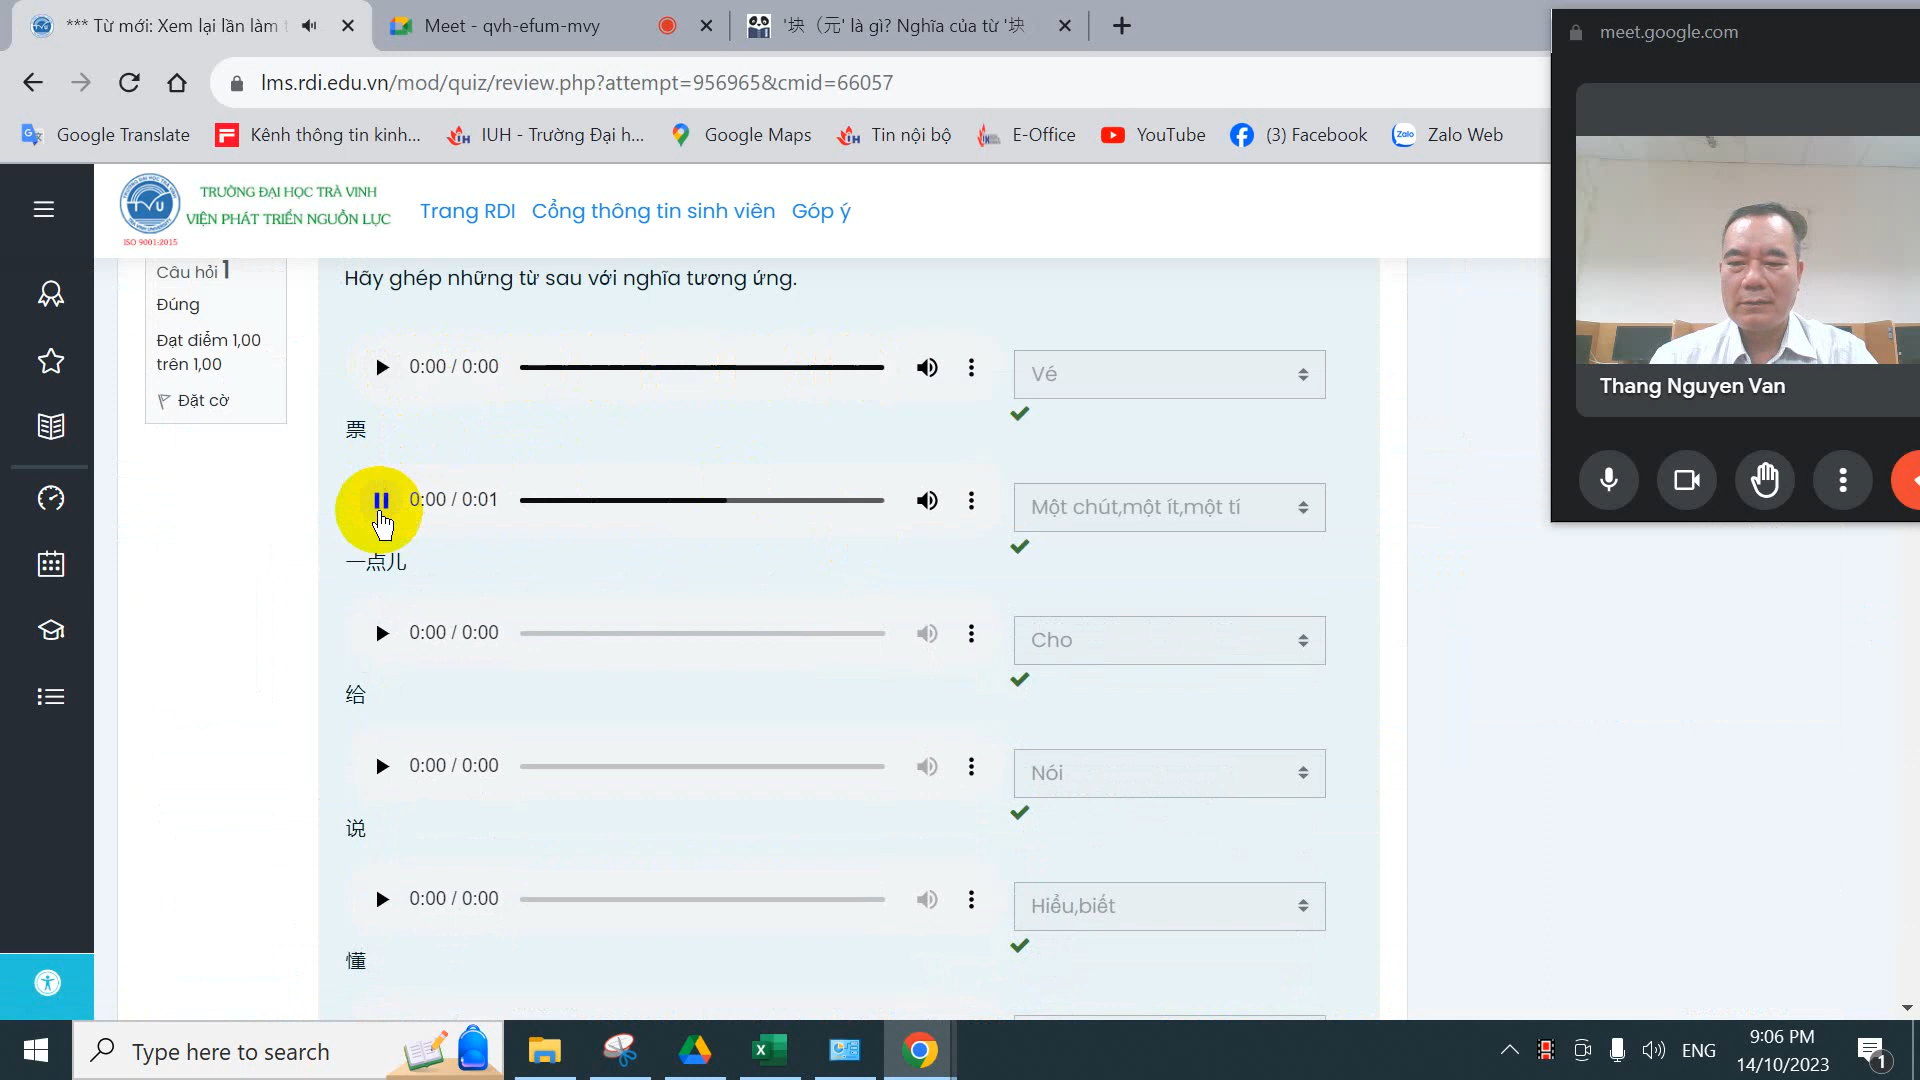 *** Từ mới: Xem lại lần làm t
Meet - qvh-efum-mvy
'块（元' là gì? Nghĩa của từ '块
lms.rdi.edu.vn/mod/quiz/review.php?attempt=956965&cmid=66057
Google Translate
Kênh thông tin kinh...
IUH - Trường Đại h...
Google Maps
Tin nội bộ
E-Office
YouTube
(3) Facebook
Zalo Web
TRƯỜNG ĐẠI HỌC TRÀ VINH
VIỆN PHÁT TRIỂN NGUỒN LỰC
ISO 9001:2015
Trang RDI
Cổng thông tin sinh viên
Góp ý
Câu hỏi 1
Đúng
Đạt điểm 1,00
trên 1,00
Đặt cờ
Hãy ghép những từ sau với nghĩa tương ứng.
0:00 / 0:00
Vé
票
0:00 / 0:01
Một chút,một ít,một tí
一点儿
0:00 / 0:00
Cho
给
0:00 / 0:00
Nói
说
0:00 / 0:00
Hiểu,biết
懂
meet.google.com
Thang Nguyen Van
Type here to search
ENG
9:06 PM
14/10/2023
1